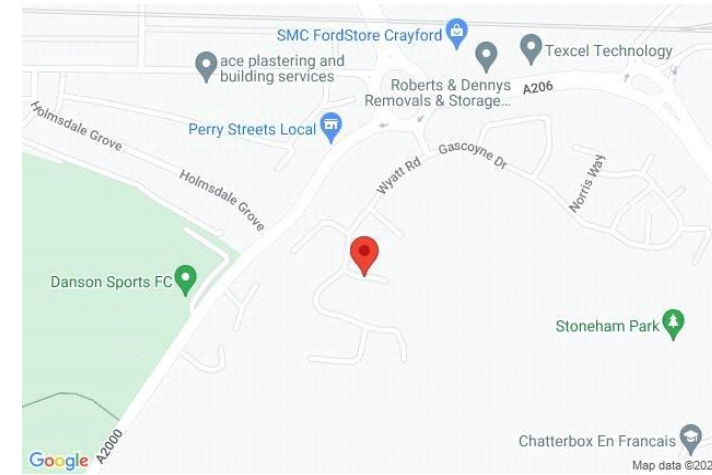 SMC FordStore Crayford
ace plastering and
building services
Texcel Technology
Roberts & Dennys
Removals & Storage...
A206
Holmsdale Grove
Perry Streets Local
Gascoyne Dr
Wyatt Rd
Norris Way
Holmsdale Grove
Danson Sports FC
Stoneham Park
A2000
Chatterbox En Francais
Google
Map data ©202